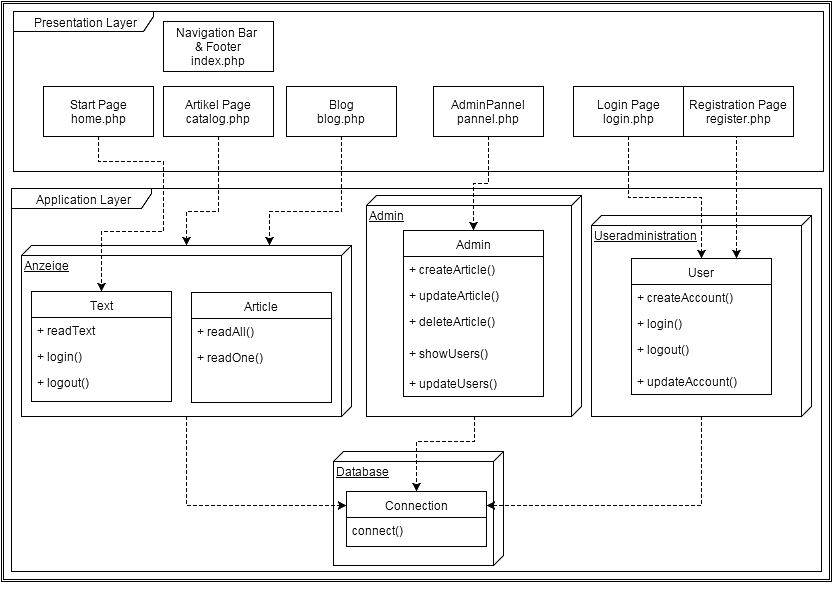 Presentation Layer
Navigation Bar
& Footer
index.php
Start Page
home.php
Artikel Page
catalog.php
Blog
blog.php
AdminPannel
pannel.php
Login Page
login.php
Registration Page
register.php
Application Layer
Anzeige
Text
+ readText
+ login()
+ logout()
Article
+ readAll()
+ readOne()
Admin
Admin
+ createArticle()
+ updateArticle()
+ deleteArticle()
+ showUsers()
+ updateUsers()
Useradministration
User
+ createAccount()
+ login()
+ logout()
+ updateAccount()
Database
Connection
connect()